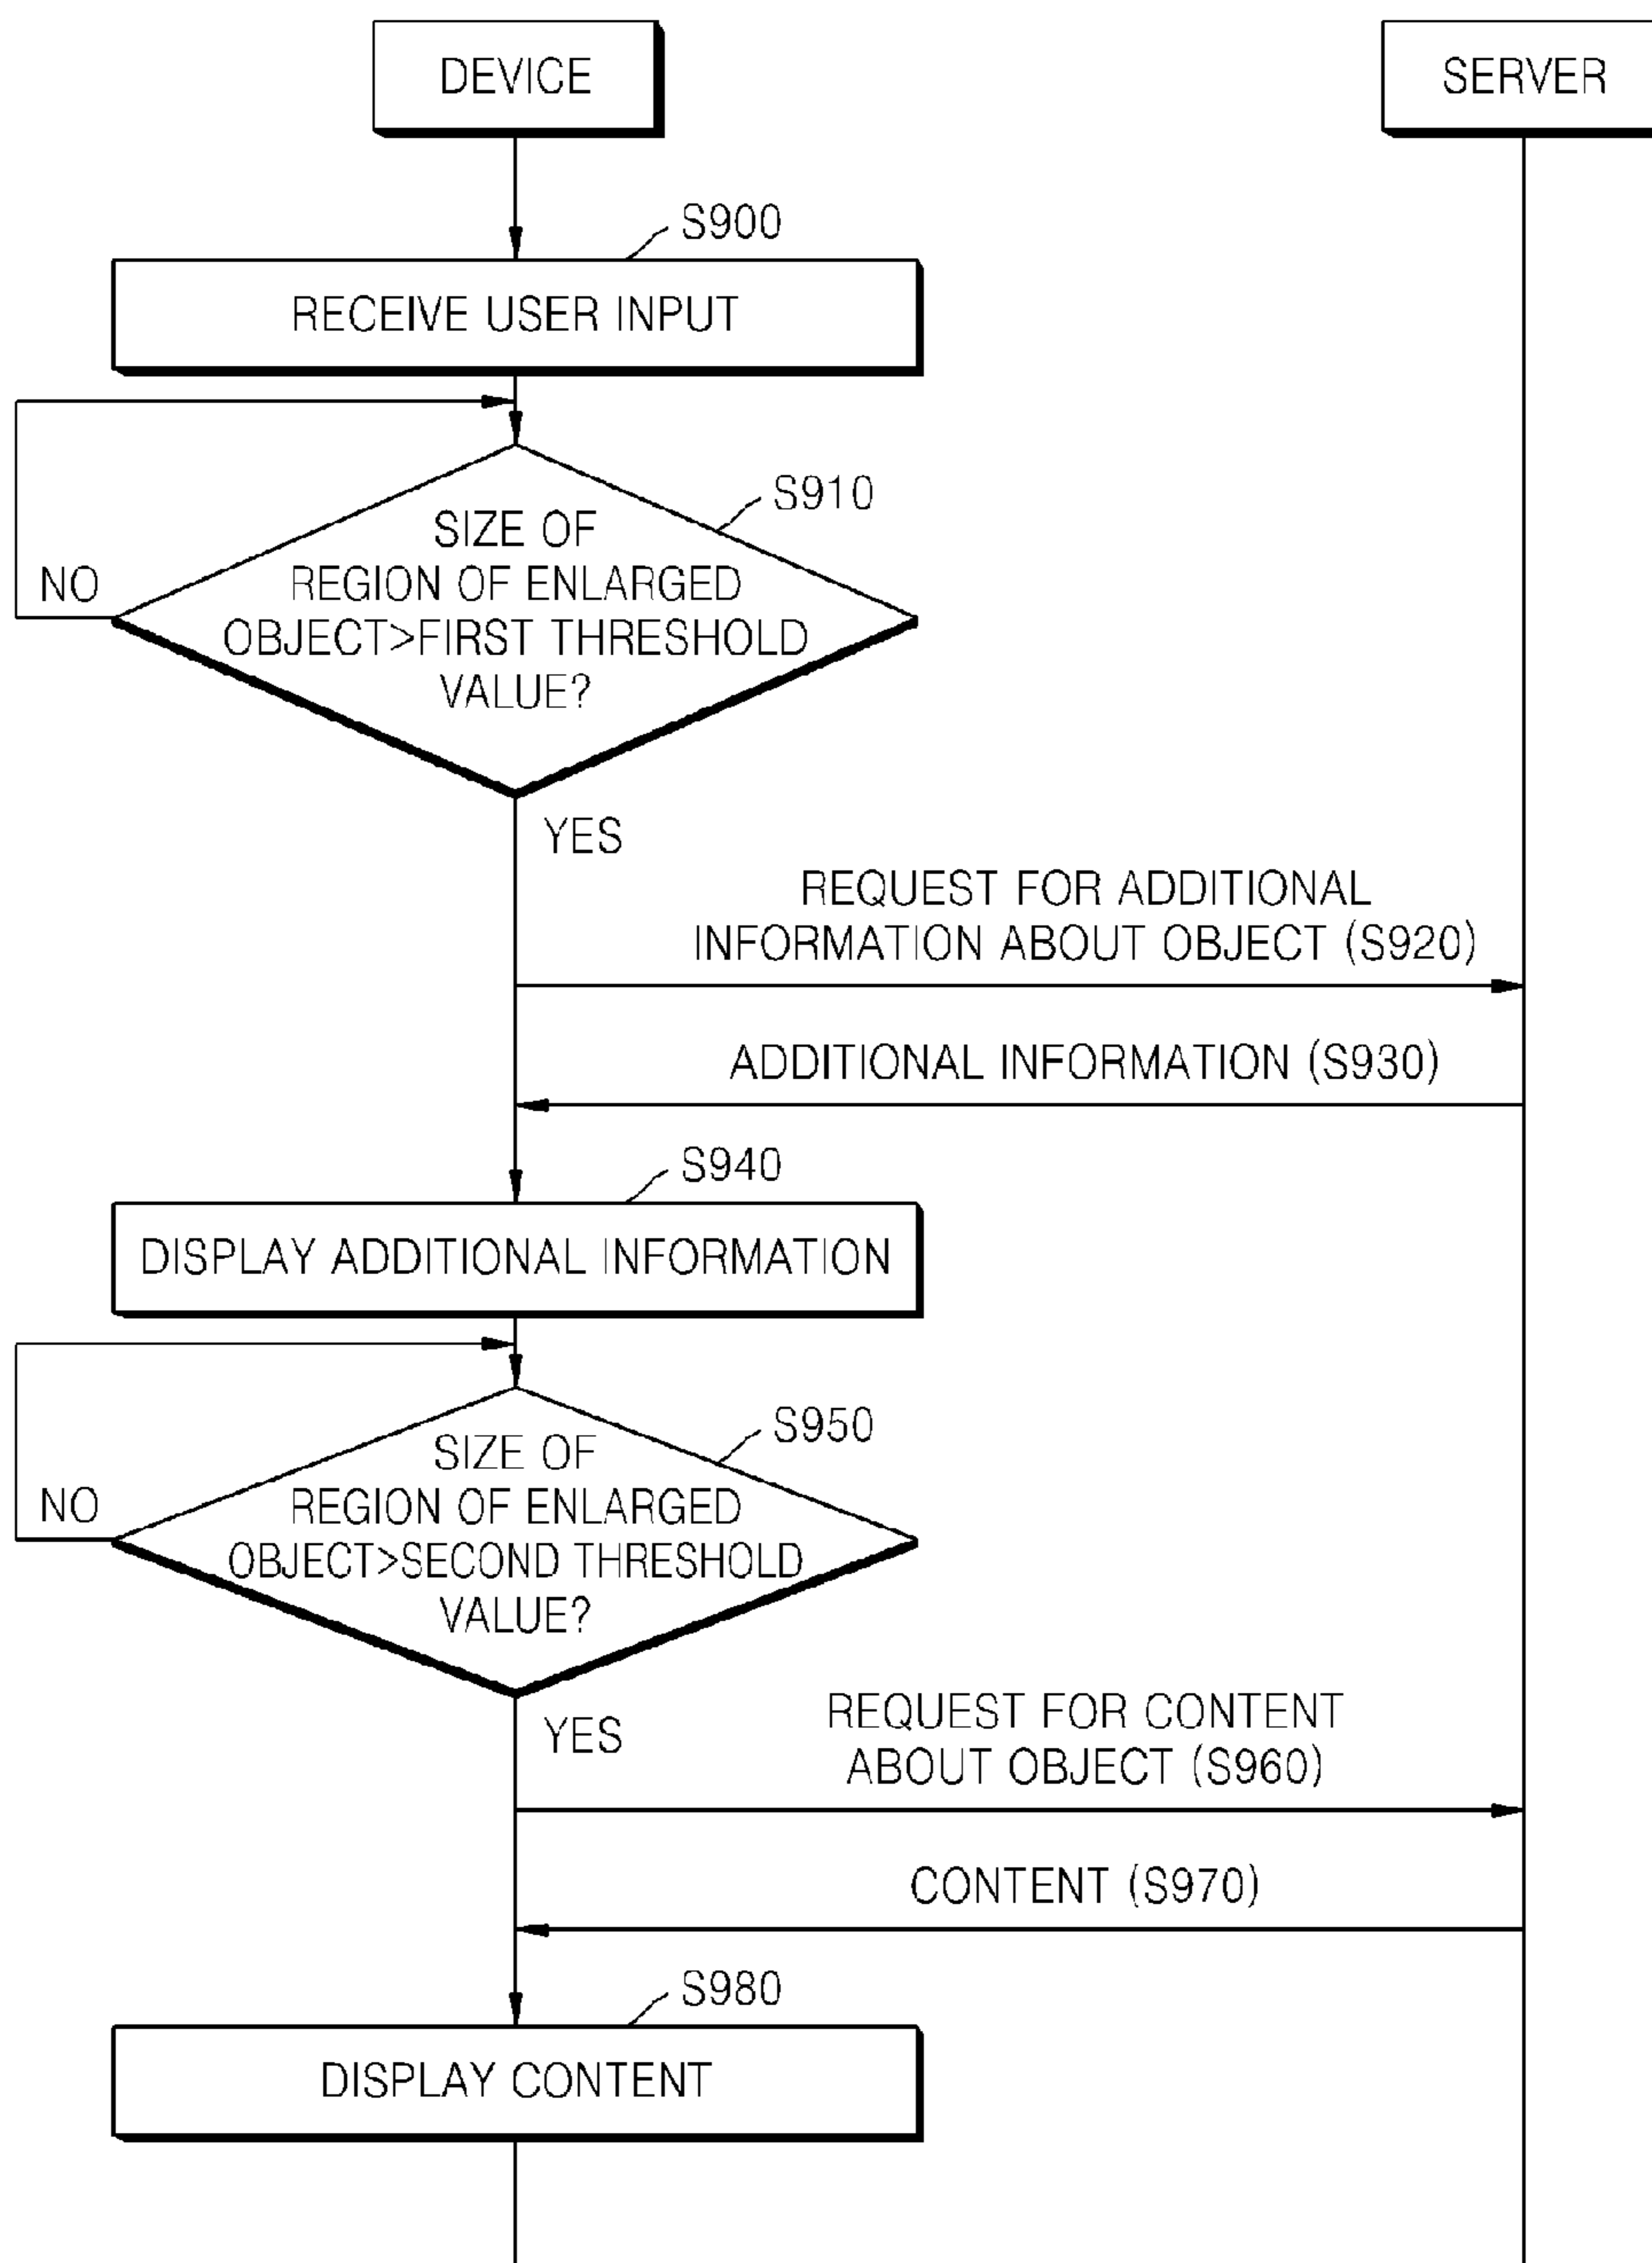 DEVICE
SERVER
S900
RECEIVE USER INPUT
S910
SIZE OF
REGION OF ENLARGED
OBJECT>FIRST THRESHOLD
VALUE?
NO
YES
REQUEST FOR ADDITIONAL
INFORMATION ABOUT OBJECT (S920)
ADDITIONAL INFORMATION (S930)
S940
DISPLAY ADDITIONAL INFORMATION
S950
SIZE OF
REGION OF ENLARGED
OBJECT>SECOND THRESHOLD
VALUE?
NO
YES
REQUEST FOR CONTENT
ABOUT OBJECT (S960)
CONTENT (S970)
S980
DISPLAY CONTENT